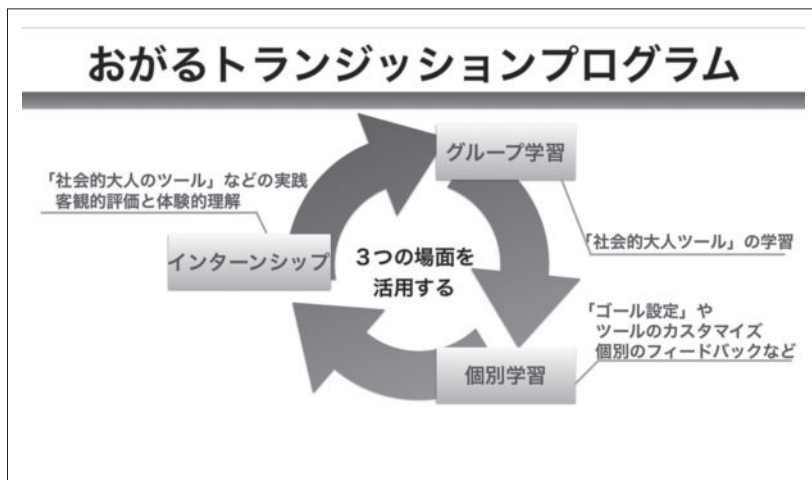 おがるトランジッションプログラム
グループ学習
「社会的大人のツール」などの実践
客観的評価と体験的理解
「社会的大人ツール」の学習
インターンシップ
3つの場面を
活用する
「ゴール設定」や
ツールのカスタマイズ
個別のフィードバックなど
個別学習